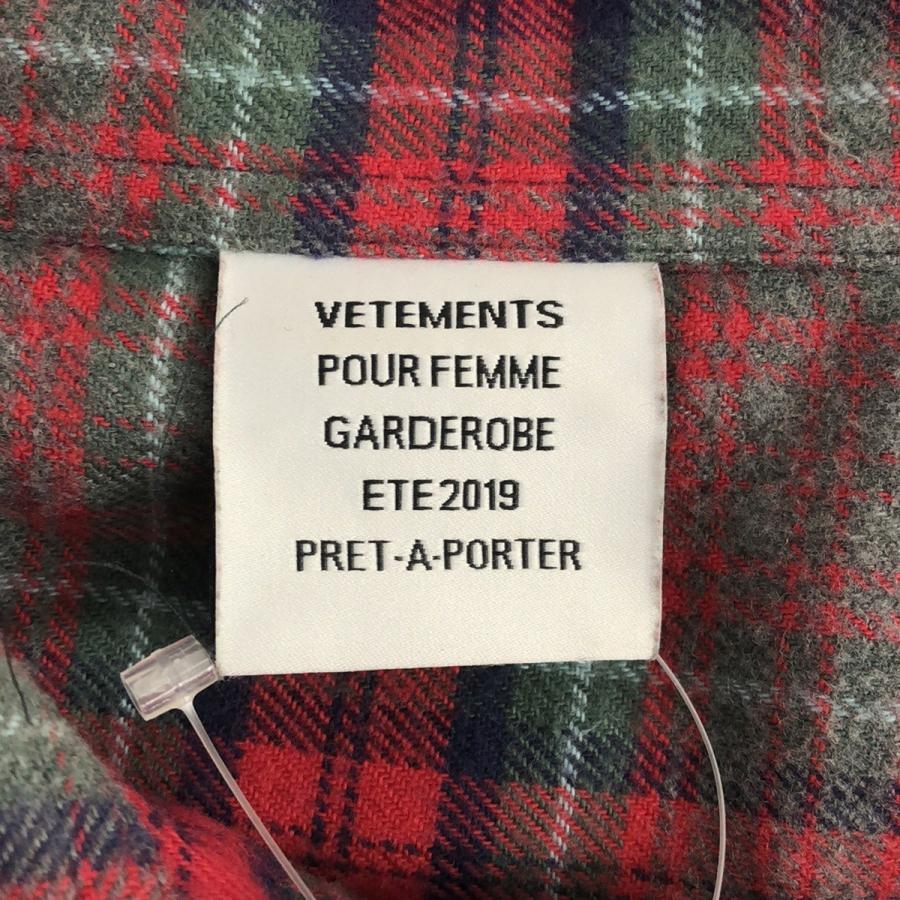 VETEMENTS
POUR FEMME
GARDEROBE
ETE 2019
PRET-A-PORTER